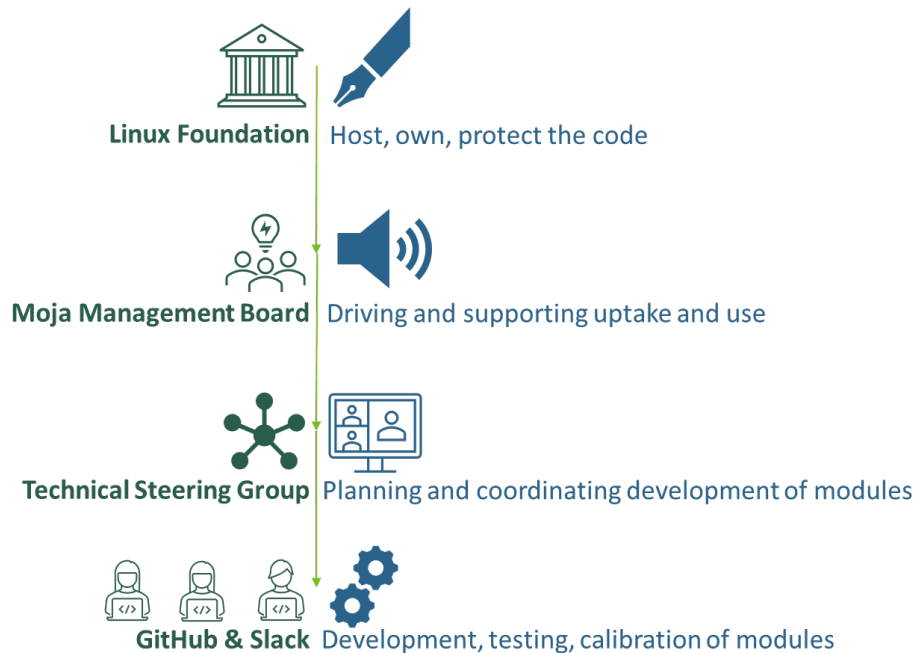 Linux Foundation Host, own, protect the code
Moja Management Board Driving and supporting uptake and use
Technical Steering Group Planning and coordinating development of modules
</> </> </>
GitHub & Slack Development, testing, calibration of modules